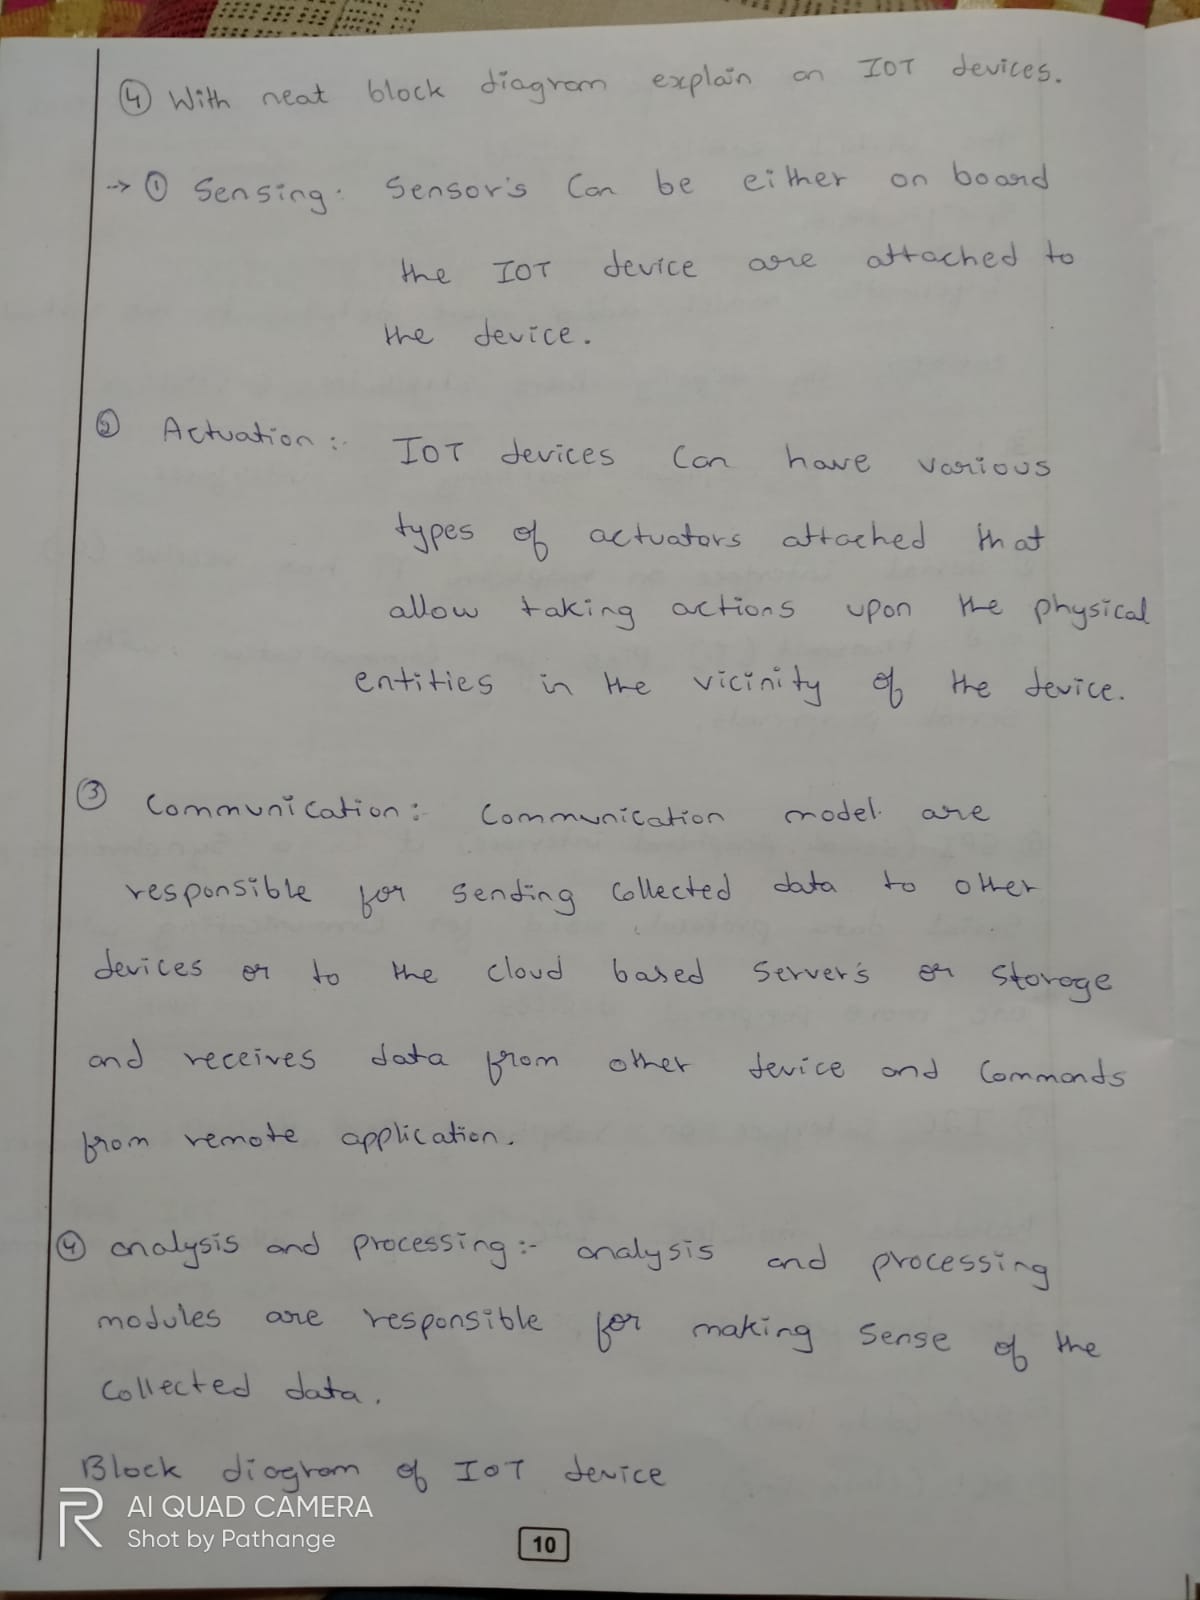 ④ With neat block diagram explain an IOT devices.
-> ① Sensing: Sensor's Can be either on board
the IOT device are attached to
the device.
② Actuation :- IOT devices Can have various
types of actuators attached that
allow taking actions upon the physical
entities in the vicinity of the device.
③ Communication :- Communication model are
responsible for sending collected data to other
devices or to the cloud based server's or storage
and receives data from other device and Commands
from remote application.
④ analysis and processing :- analysis and processing
modules are responsible for making sense of the
Collected data.
Block diagram of IOT device
AI QUAD CAMERA
Shot by Pathange
10